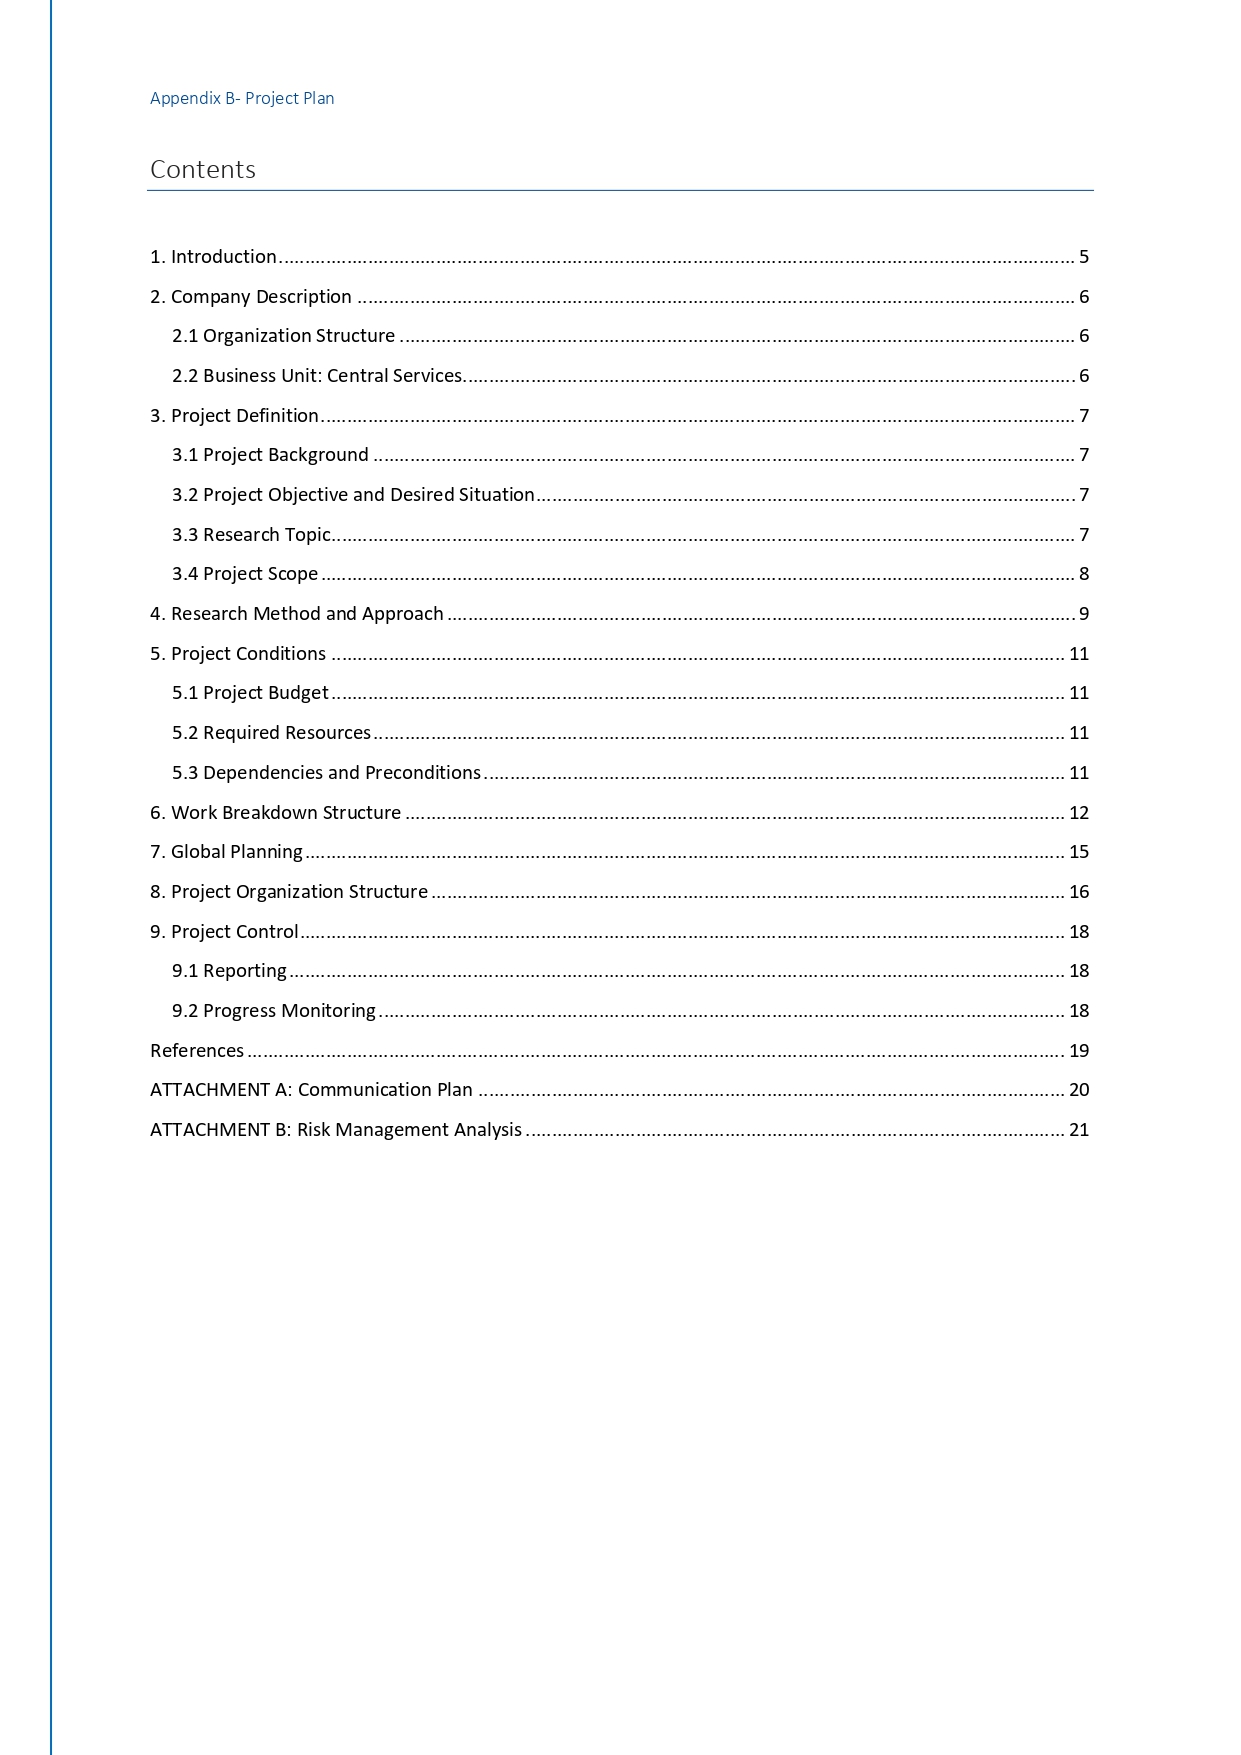 Appendix B- Project Plan
Contents
1. Introduction 5
2. Company Description 6
2.1 Organization Structure 6
2.2 Business Unit: Central Services 6
3. Project Definition 7
3.1 Project Background 7
3.2 Project Objective and Desired Situation 7
3.3 Research Topic 7
3.4 Project Scope 8
4. Research Method and Approach 9
5. Project Conditions 11
5.1 Project Budget 11
5.2 Required Resources 11
5.3 Dependencies and Preconditions 11
6. Work Breakdown Structure 12
7. Global Planning 15
8. Project Organization Structure 16
9. Project Control 18
9.1 Reporting 18
9.2 Progress Monitoring 18
References 19
ATTACHMENT A: Communication Plan 20
ATTACHMENT B: Risk Management Analysis 21